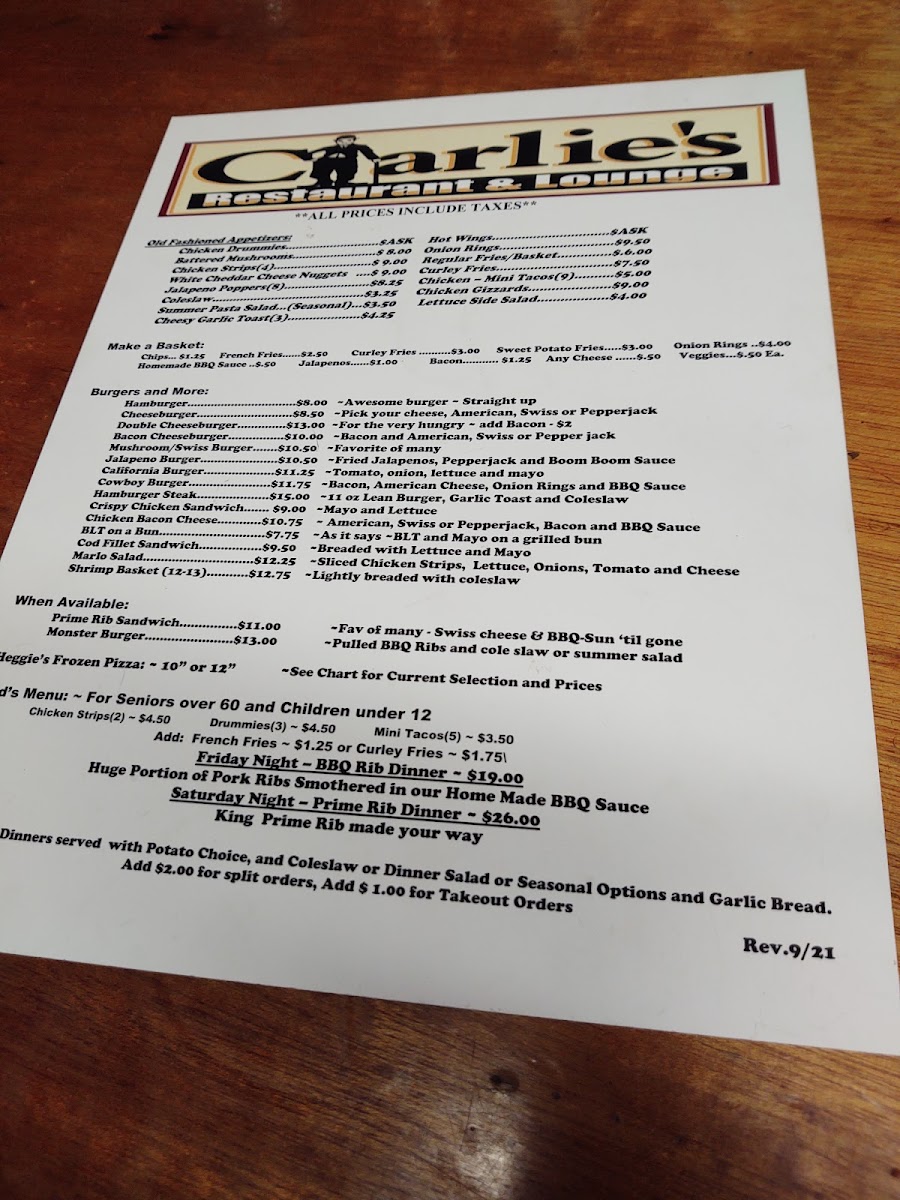 Charlie's
Restaurant & Lounge
**ALL PRICES INCLUDE TAXES**
Old Fashioned Appetizers:
Chicken Drummies.....................$ASK
Battered Mushrooms...................$ 8.00
Chicken Strips(4).........................$ 9.00
White Cheddar Cheese Nuggets ....$ 9.00
Jalapeno Poppers(8)......................$8.25
Coleslaw......................................$3.25
Summer Pasta Salad...(Seasonal)...$3.50
Cheesy Garlic Toast(3)...................$4.25
Hot Wings..............................$ASK
Onion Rings.............................$9.50
Regular Fries/Basket..............$.6.00
Curley Fries..............................$7.50
Chicken ~ Mini Tacos(9)..........$5.00
Chicken Gizzards.....................$9.00
Lettuce Side Salad..................$4.00
Make a Basket:
Chips... $1.25 French Fries......$2.50 Curley Fries ..........$3.00 Sweet Potato Fries.....$3.00 Onion Rings ..$4.00
Homemade BBQ Sauce ..$.50 Jalapenos......$1.00 Bacon........... $1.25 Any Cheese ......$.50 Veggies...$.50 Ea.
Burgers and More:
Hamburger...............................$8.00 ~Awesome burger ~ Straight up
Cheeseburger...........................$8.50 ~Pick your cheese, American, Swiss or Pepperjack
Double Cheeseburger..............$13.00 ~For the very hungry ~ add Bacon - $2
Bacon Cheeseburger................$10.00 ~Bacon and American, Swiss or Pepper jack
Mushroom/Swiss Burger.......$10.50 ~Favorite of many
Jalapeno Burger......................$10.50 ~Fried Jalapenos, Pepperjack and Boom Boom Sauce
California Burger....................$11.25 ~Tomato, onion, lettuce and mayo
Cowboy Burger........................$11.75 ~Bacon, American Cheese, Onion Rings and BBQ Sauce
Hamburger Steak....................$15.00 ~11 oz Lean Burger, Garlic Toast and Coleslaw
Crispy Chicken Sandwich....... $9.00 ~Mayo and Lettuce
Chicken Bacon Cheese............$10.75 ~ American, Swiss or Pepperjack, Bacon and BBQ Sauce
BLT on a Bun..............................$7.75 ~As it says ~BLT and Mayo on a grilled bun
Cod Fillet Sandwich..................$9.50 ~Breaded with Lettuce and Mayo
Marlo Salad................................$12.25 ~Sliced Chicken Strips, Lettuce, Onions, Tomato and Cheese
Shrimp Basket (12-13)...........$12.75 ~Lightly breaded with coleslaw
When Available:
Prime Rib Sandwich...............$11.00 ~Fav of many - Swiss cheese & BBQ-Sun 'til gone
Monster Burger.......................$13.00 ~Pulled BBQ Ribs and cole slaw or summer salad
Heggie's Frozen Pizza: ~ 10" or 12" ~See Chart for Current Selection and Prices
d's Menu: ~ For Seniors over 60 and Children under 12
Chicken Strips(2) ~ $4.50 Drummies(3) ~ $4.50 Mini Tacos(5) ~ $3.50
Add: French Fries ~ $1.25 or Curley Fries ~ $1.75\
Friday Night ~ BBQ Rib Dinner ~ $19.00
Huge Portion of Pork Ribs Smothered in our Home Made BBQ Sauce
Saturday Night ~ Prime Rib Dinner ~ $26.00
King Prime Rib made your way
Dinners served with Potato Choice, and Coleslaw or Dinner Salad or Seasonal Options and Garlic Bread.
Add $2.00 for split orders, Add $ 1.00 for Takeout Orders
Rev.9/21